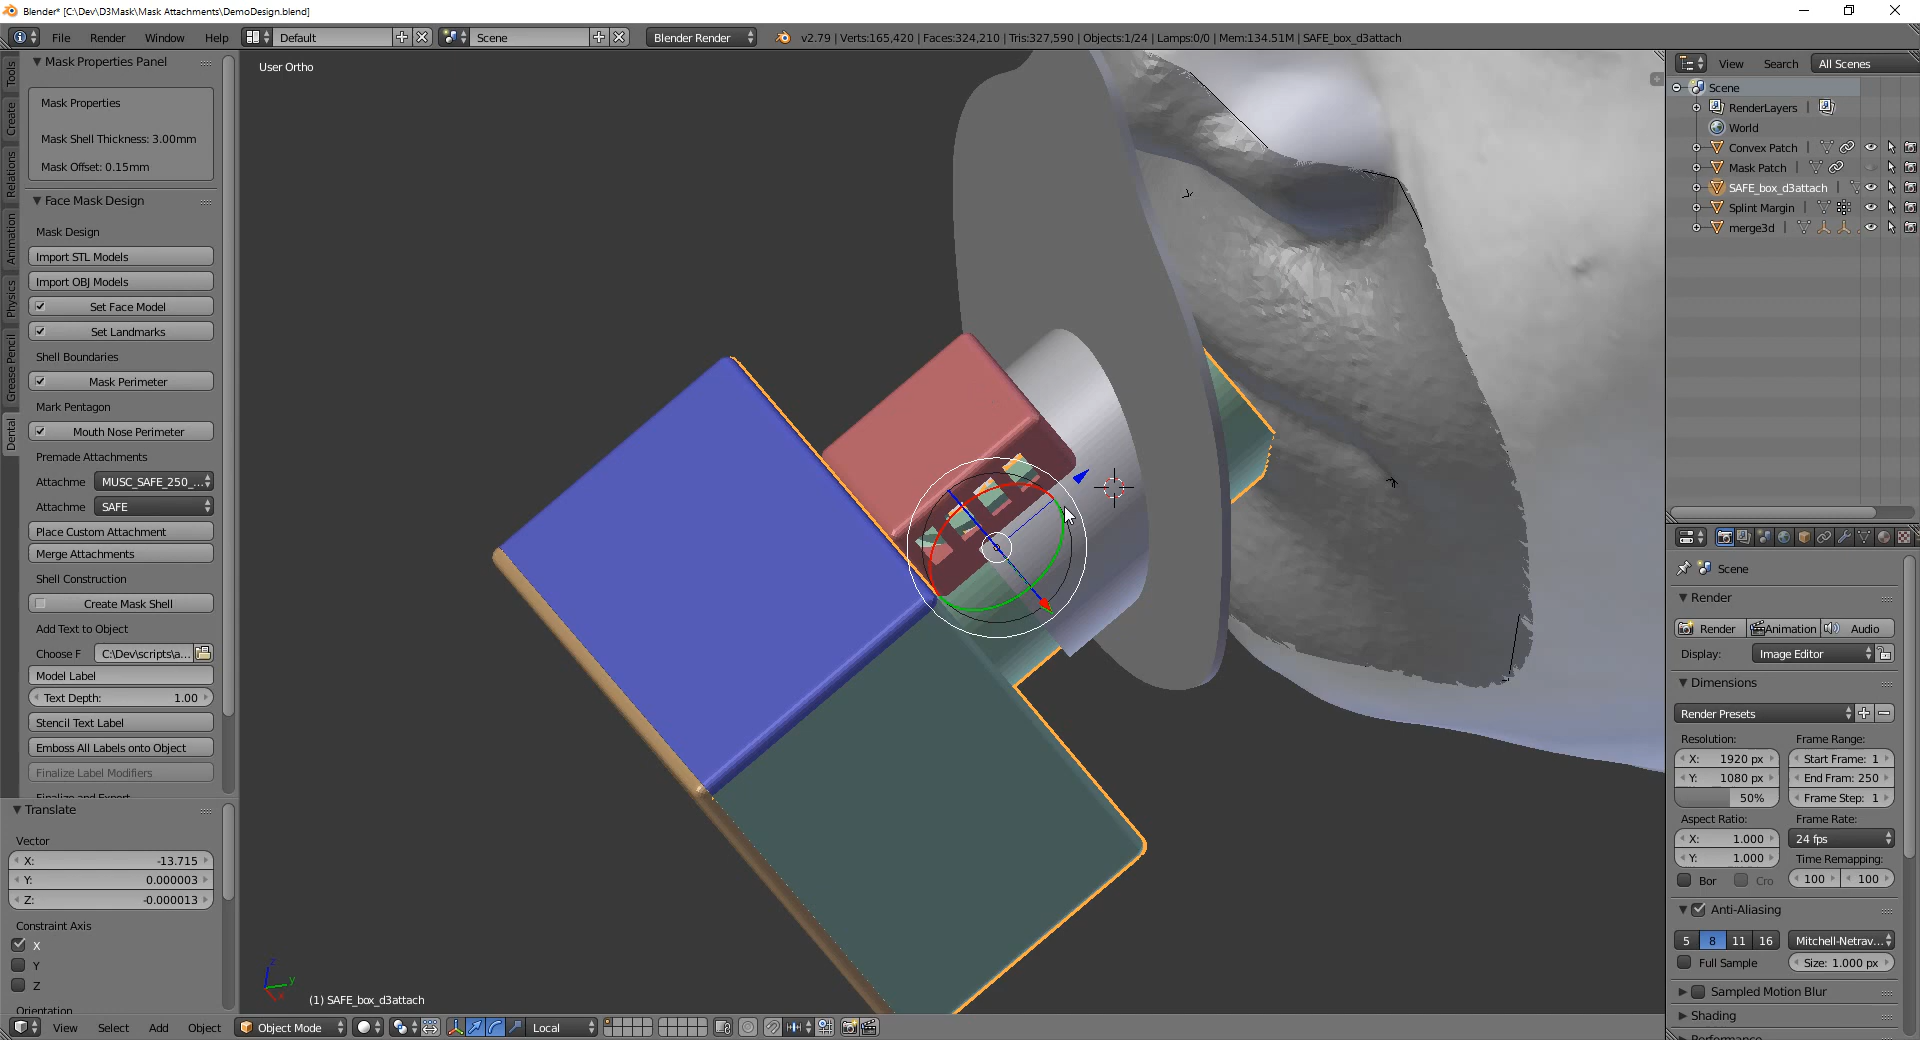 Blender* [C:\Dev\D3Mask\Mask Attachments\DemoDesign.blend]
File Render Window Help Default Scene Blender Render v2.79 | Verts:165,420 | Faces:324,210 | Tris:327,590 | Objects:1/24 | Lamps:0/0 | Mem:134.51M | SAFE_box_d3attach
Tools
Create
Relations
Animation
Physics
Grease Pencil
Dental
Mask Properties Panel
Mask Properties
Mask Shell Thickness: 3.00mm
Mask Offset: 0.15mm
Face Mask Design
Mask Design
Import STL Models
Import OBJ Models
Set Face Model
Set Landmarks
Shell Boundaries
Mask Perimeter
Mark Pentagon
Mouth Nose Perimeter
Premade Attachments
Attachme MUSC_SAFE_250_...
Attachme SAFE
Place Custom Attachment
Merge Attachments
Shell Construction
Create Mask Shell
Add Text to Object
Choose F C:\Dev\scripts\a...
Model Label
Text Depth: 1.00
Stencil Text Label
Emboss All Labels onto Object
Finalize Label Modifiers
Finalize and Export
Translate
Vector
X: -13.715
Y: 0.000003
Z: -0.000013
Constraint Axis
X
Y
Z
Orientation
User Ortho
z
y
x
(1) SAFE_box_d3attach
View Select Add Object Object Mode Local
View Search All Scenes
Scene
RenderLayers
World
Convex Patch
Mask Patch
SAFE_box_d3attach
Splint Margin
merge3d
Scene
Render
Render Animation Audio
Display: Image Editor
Dimensions
Render Presets
Resolution: Frame Range:
X: 1920 px Start Frame: 1
Y: 1080 px End Fram: 250
50% Frame Step: 1
Aspect Ratio: Frame Rate:
X: 1.000 24 fps
Y: 1.000 Time Remapping:
Bor Cro 100 100
Anti-Aliasing
5 8 11 16 Mitchell-Netrav...
Full Sample Size: 1.000 px
Sampled Motion Blur
Shading
Performance